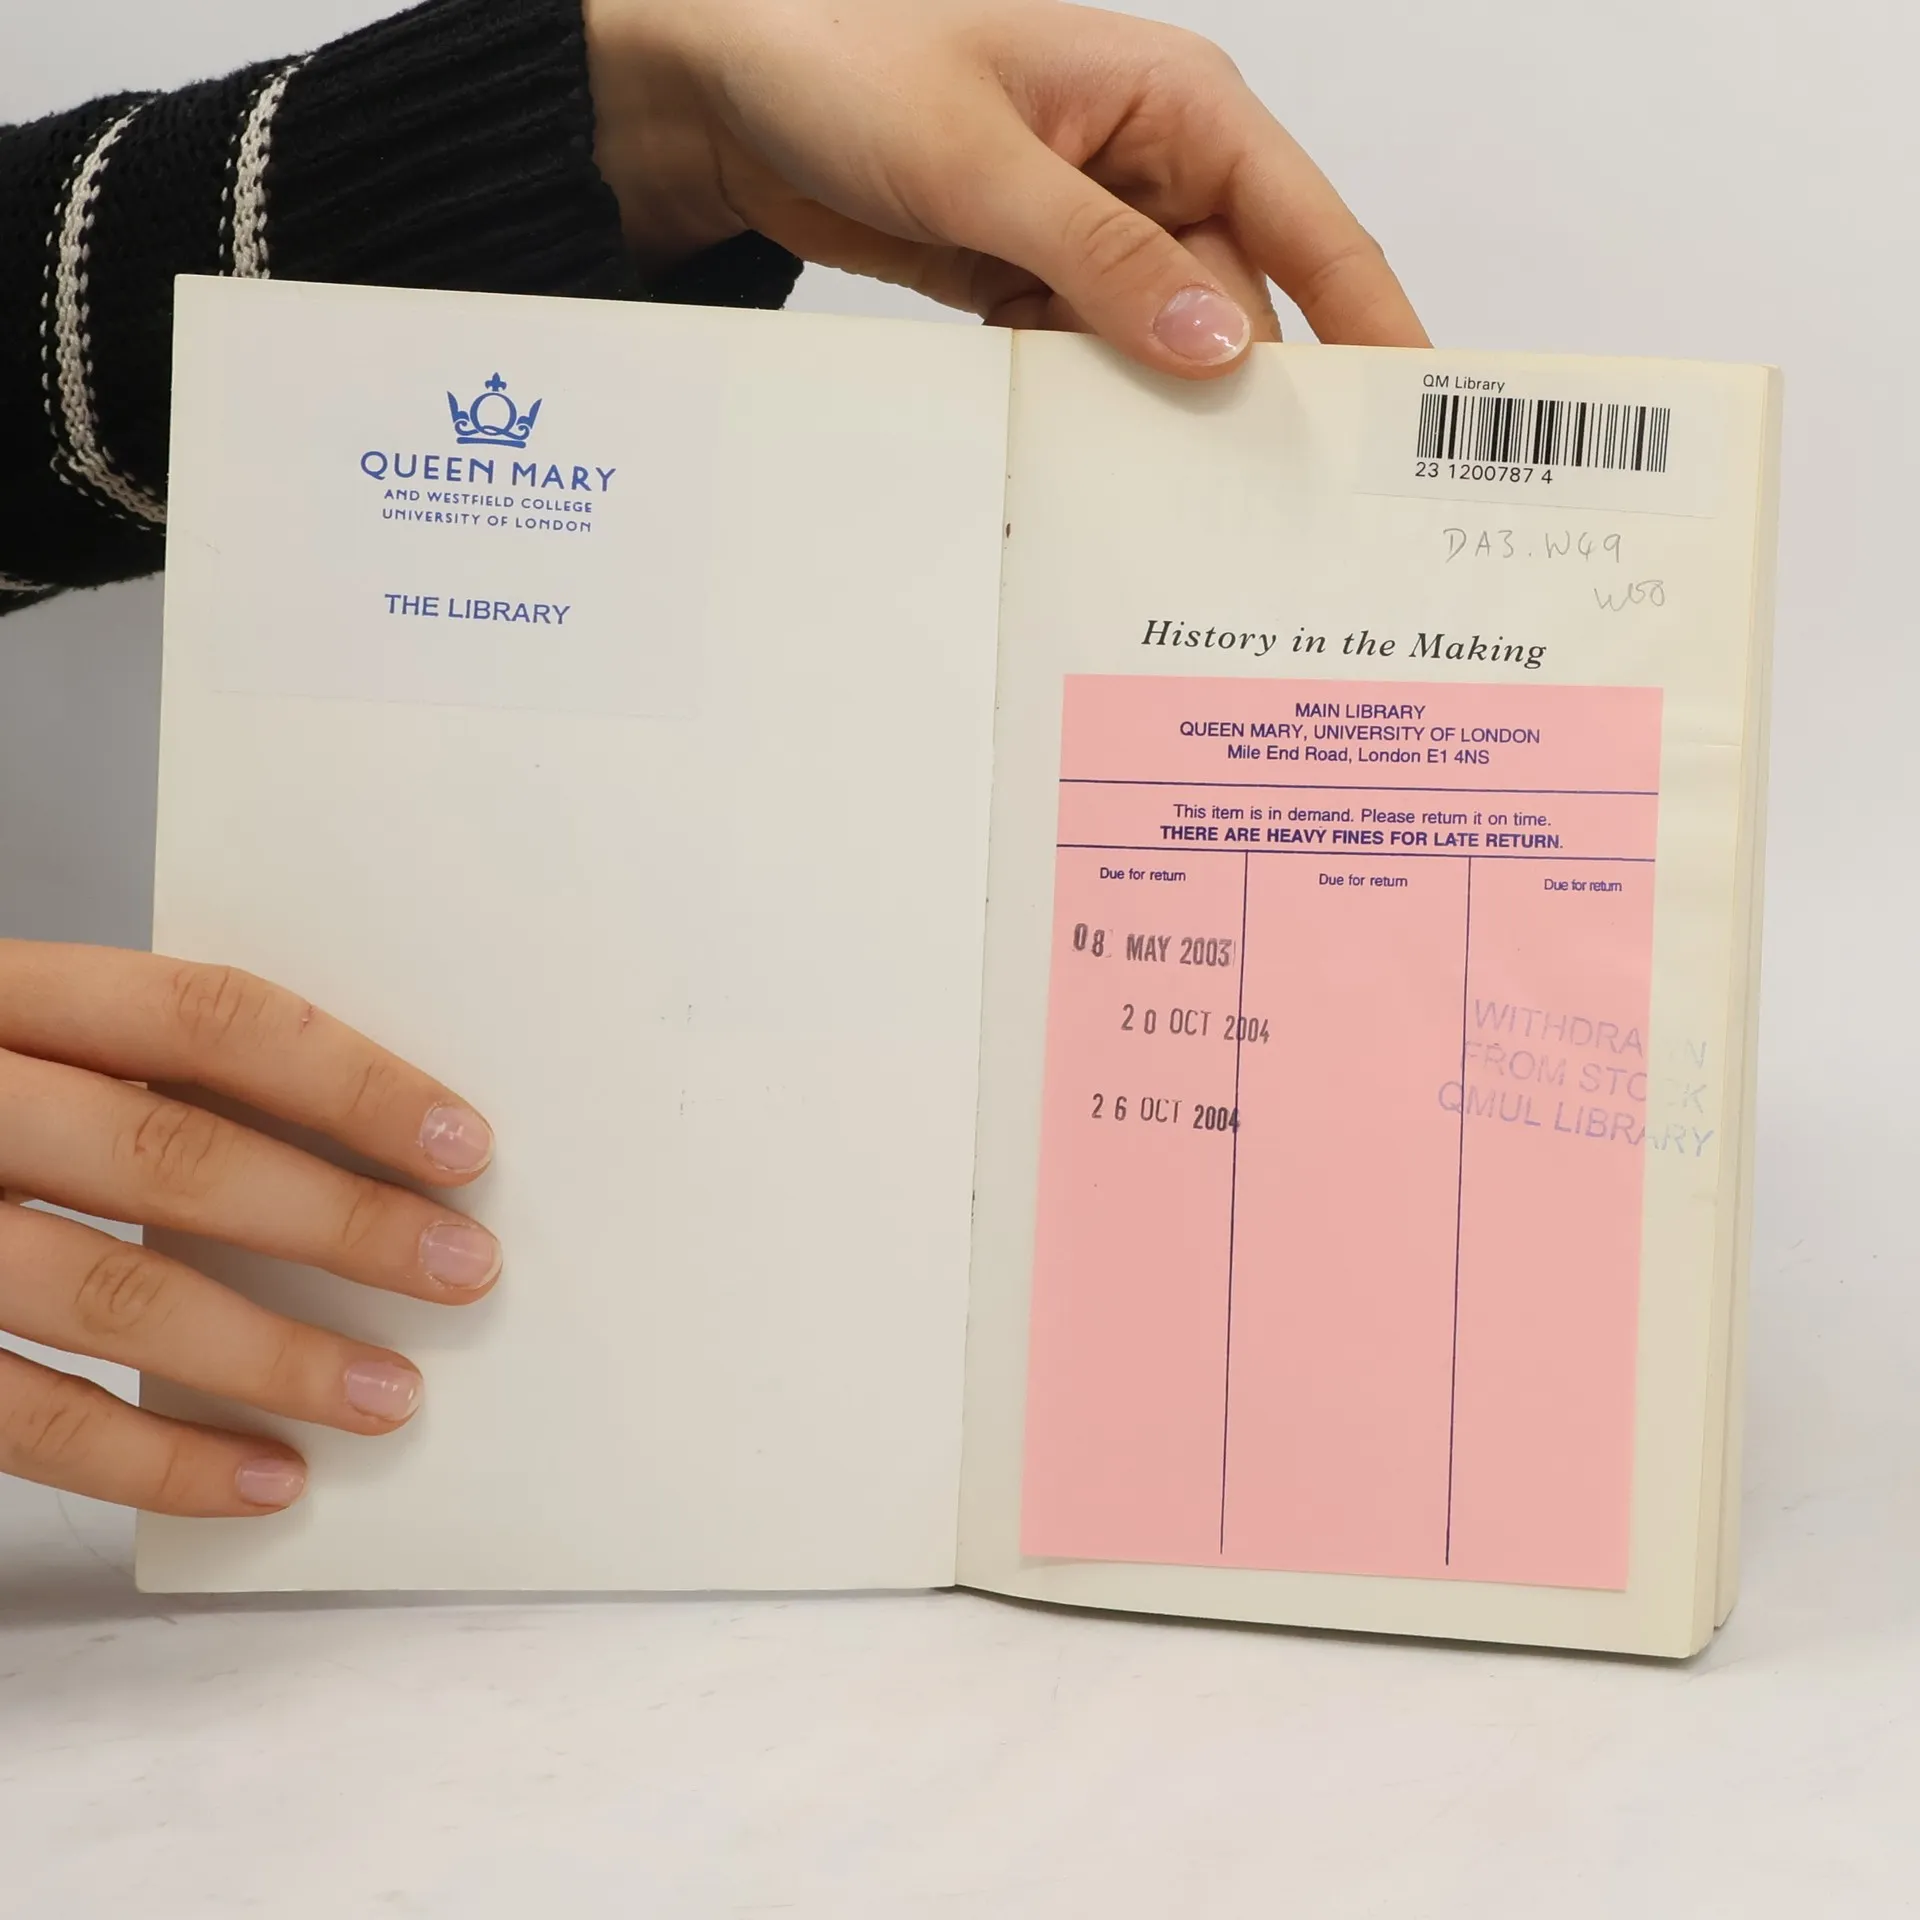 QUEEN MARY
AND WESTFIELD COLLEGE
UNIVERSITY OF LONDON
THE LIBRARY
QM Library
23 1200787 4
DA3.W49
History in the Making
MAIN LIBRARY
QUEEN MARY, UNIVERSITY OF LONDON
Mile End Road, London E1 4NS
This item is in demand. Please return it on time.
THERE ARE HEAVY FINES FOR LATE RETURN.
Due for return Due for return Due for return
08 MAY 2003
20 OCT 2004
26 OCT 2004
WITHDRAWN
FROM STOCK
QMUL LIBRARY